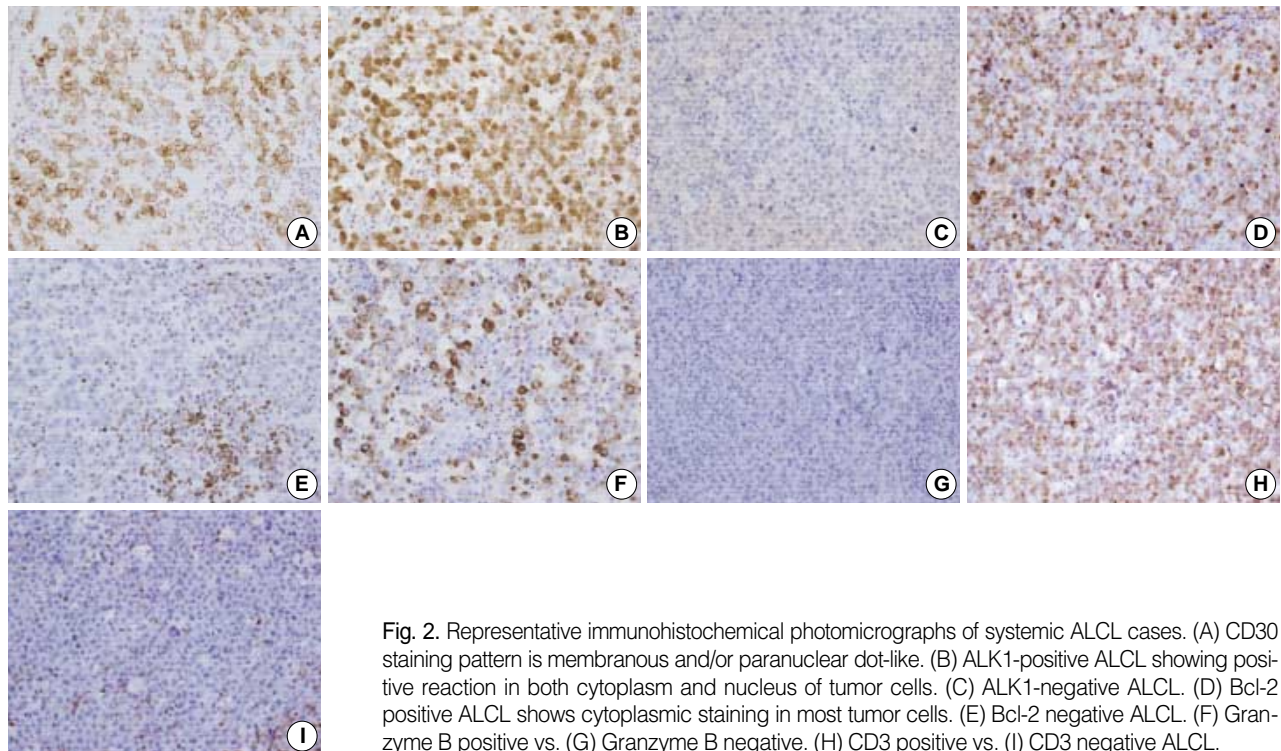 A
B
C
D
E
F
G
H
I
Fig. 2. Representative immunohistochemical photomicrographs of systemic ALCL cases. (A) CD30
staining pattern is membranous and/or paranuclear dot-like. (B) ALK1-positive ALCL showing posi-
tive reaction in both cytoplasm and nucleus of tumor cells. (C) ALK1-negative ALCL. (D) Bcl-2
positive ALCL shows cytoplasmic staining in most tumor cells. (E) Bcl-2 negative ALCL. (F) Gran-
zyme B positive vs. (G) Granzyme B negative. (H) CD3 positive vs. (I) CD3 negative ALCL.